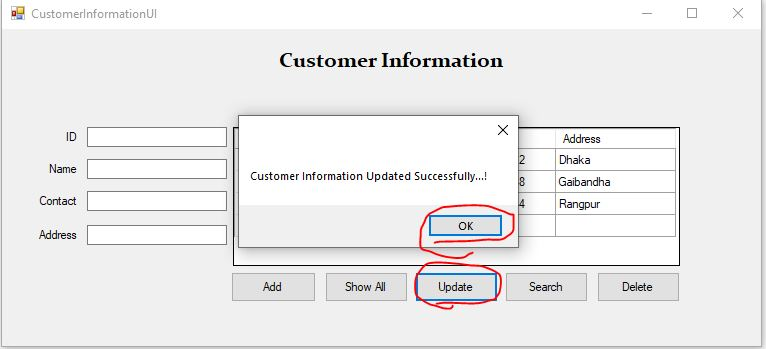 CustomerInformationUI
Customer Information
ID
Name
Contact
Address
Address
2 Dhaka
8 Gaibandha
4 Rangpur
Customer Information Updated Successfully...!
OK
Add Show All Update Search Delete